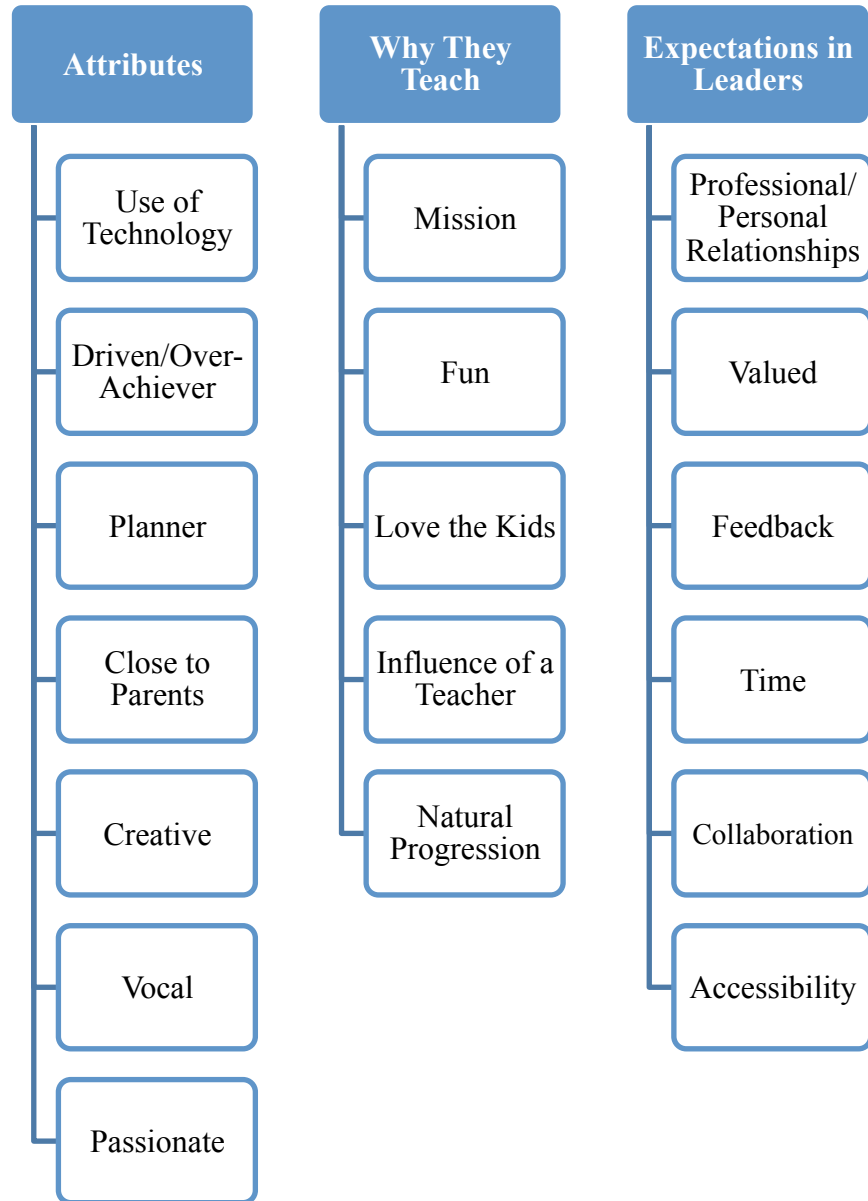 Attributes
Use of
Technology
Driven/Over-
Achiever
Planner
Close to
Parents
Creative
Vocal
Passionate
Why They
Teach
Mission
Fun
Love the Kids
Influence of a
Teacher
Natural
Progression
Expectations in
Leaders
Professional/
Personal
Relationships
Valued
Feedback
Time
Collaboration
Accessibility